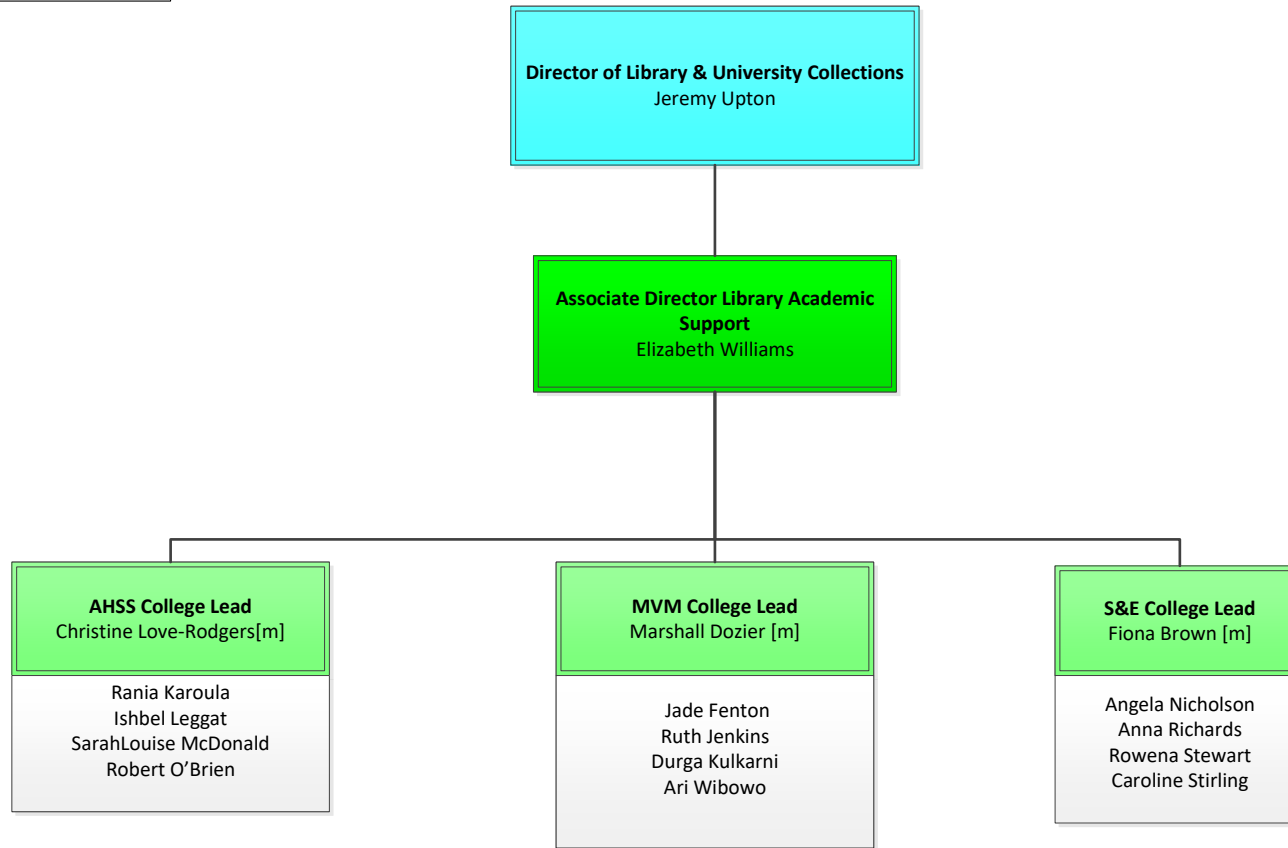 Director of Library & University Collections
Jeremy Upton
Associate Director Library Academic
Support
Elizabeth Williams
AHSS College Lead
Christine Love-Rodgers[m]
Rania Karoula
Ishbel Leggat
SarahLouise McDonald
Robert O’Brien
MVM College Lead
Marshall Dozier [m]
Jade Fenton
Ruth Jenkins
Durga Kulkarni
Ari Wibowo
S&E College Lead
Fiona Brown [m]
Angela Nicholson
Anna Richards
Rowena Stewart
Caroline Stirling